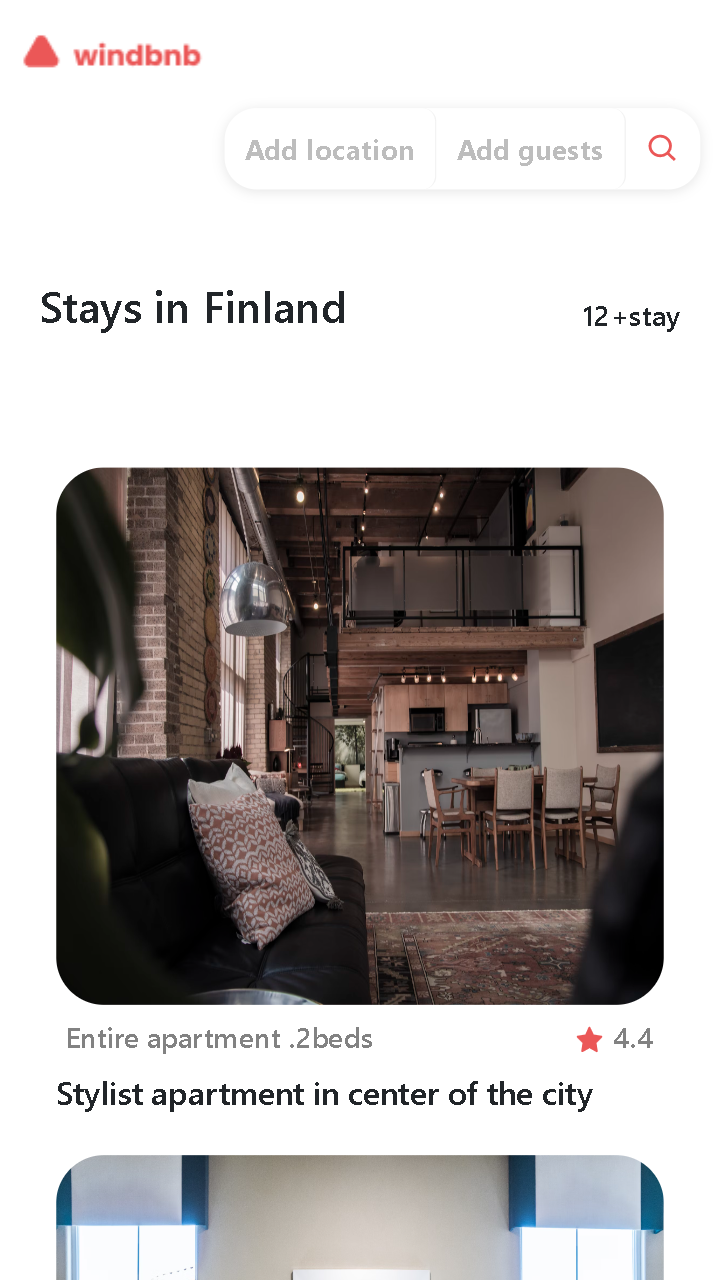 windbnb
Add location Add guests
Stays in Finland 12+stay
Entire apartment .2beds 4.4
Stylist apartment in center of the city